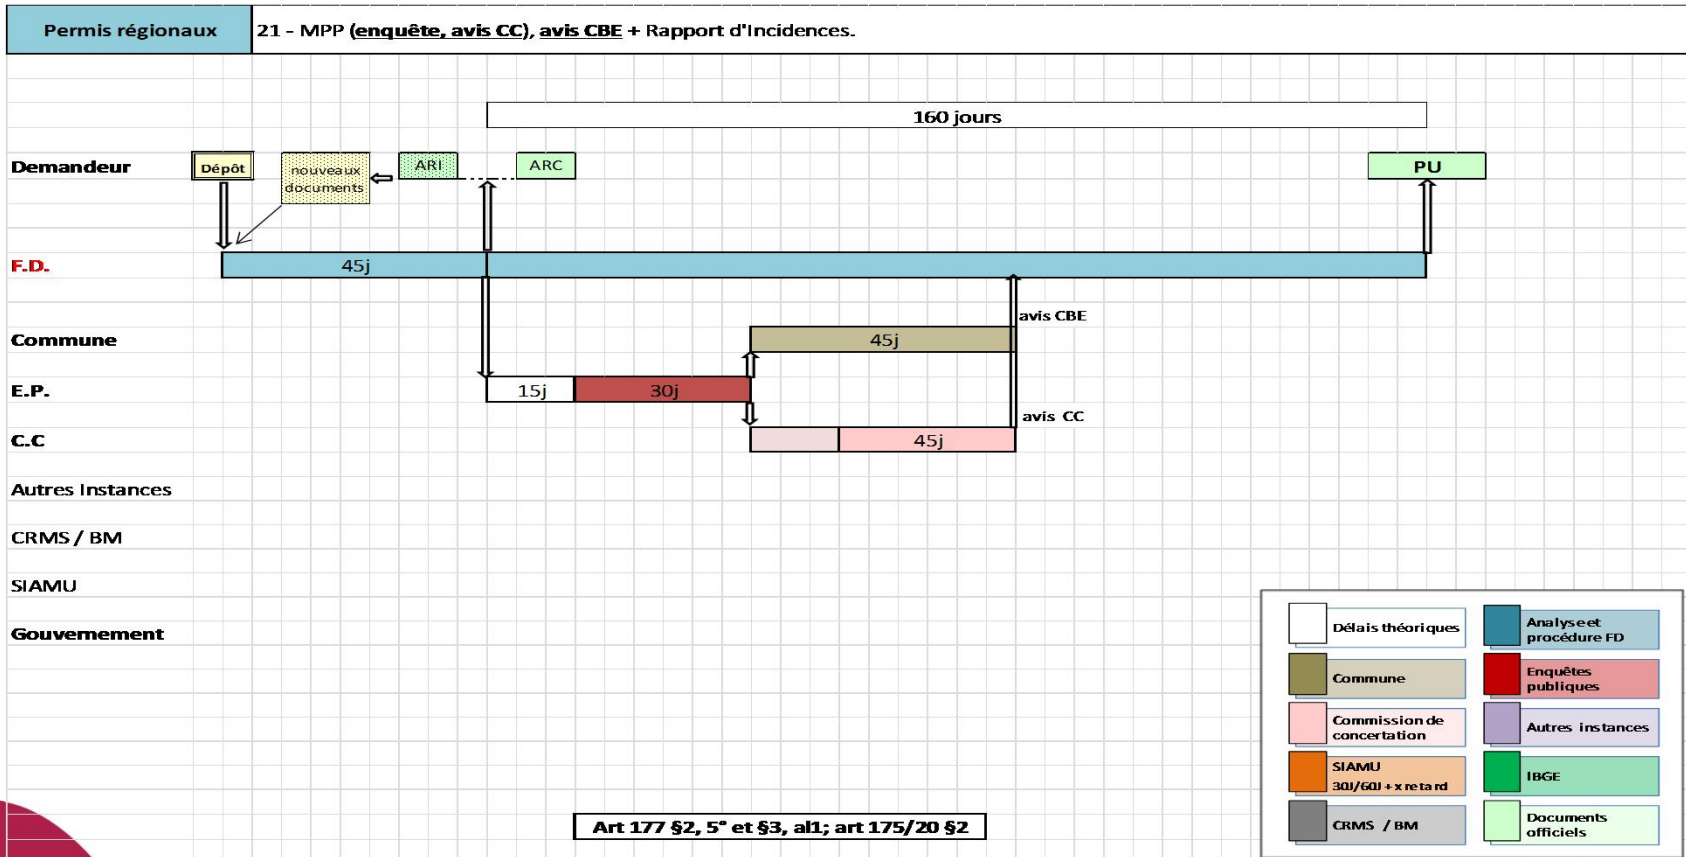 Permis régionaux
21 - MPP (enquête, avis CC), avis CBE + Rapport d'Incidences.
160 jours
Demandeur
Dépôt
nouveaux
documents
ARI
ARC
PU
F.D.
45j
avis CBE
Commune
45j
E.P.
15j
30j
avis CC
C.C
45j
Autres Instances
CRMS / BM
SIAMU
Gouvernement
Délais théoriques
Analyse et
procédure FD
Commune
Enquêtes
publiques
Commission de
concertation
Autres instances
SIAMU
30J/60J + x retard
IBGE
CRMS / BM
Documents
officiels
Art 177 §2, 5° et §3, al1; art 175/20 §2